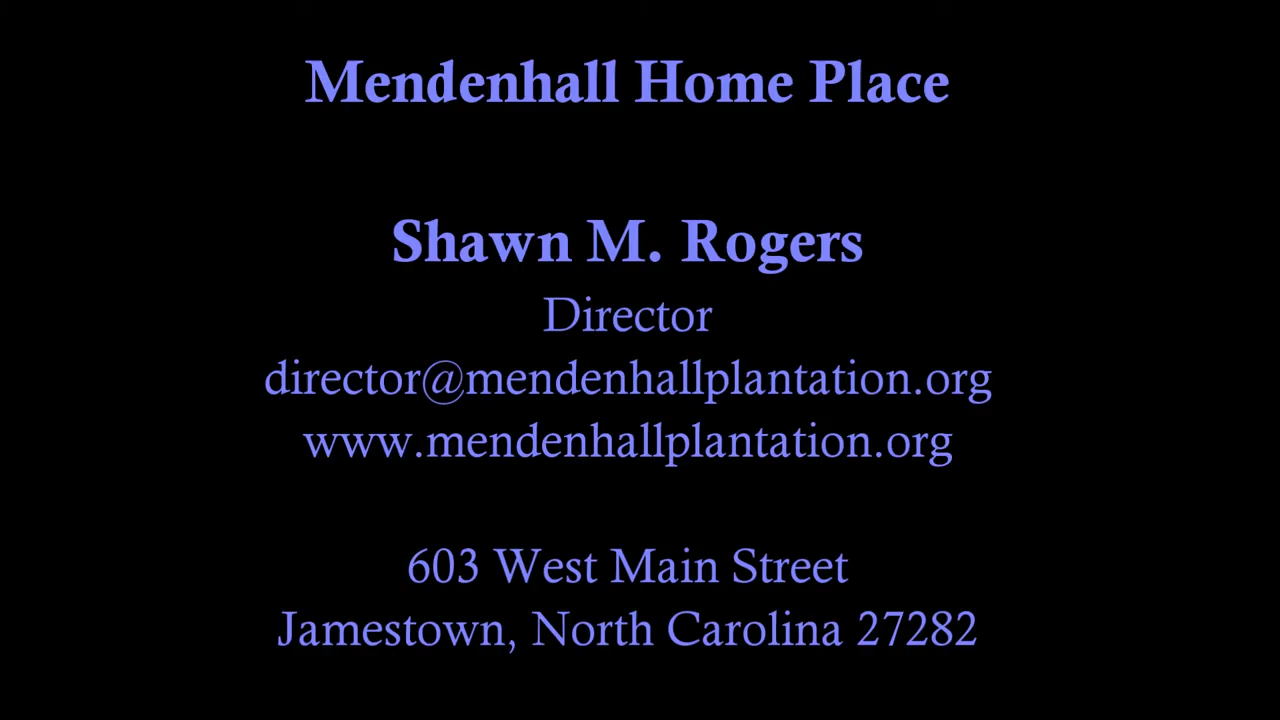 Mendenhall Home Place
Shawn M. Rogers
Director
director@mendenhallplantation.org
www.mendenhallplantation.org
603 West Main Street
Jamestown, North Carolina 27282